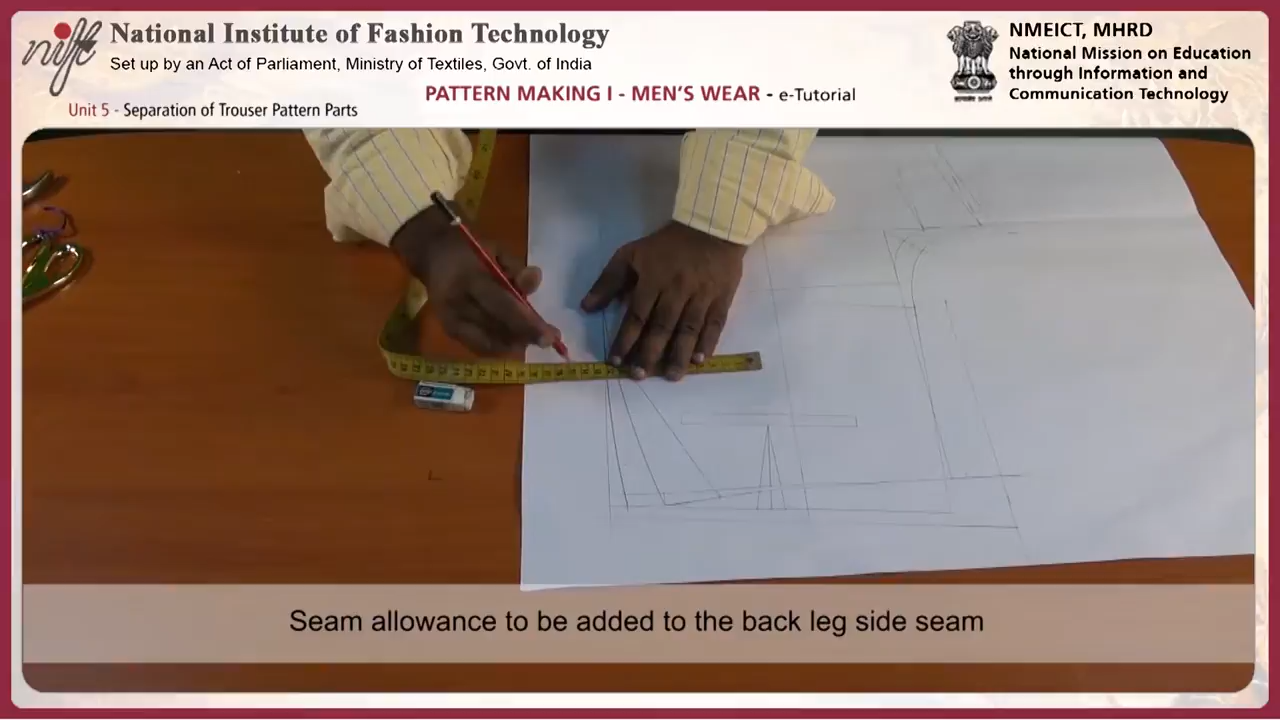 nift
National Institute of Fashion Technology
Set up by an Act of Parliament, Ministry of Textiles, Govt. of India
PATTERN MAKING I - MEN'S WEAR - e-Tutorial
Unit 5 - Separation of Trouser Pattern Parts
NMEICT, MHRD
National Mission on Education
through Information and
Communication Technology
Seam allowance to be added to the back leg side seam